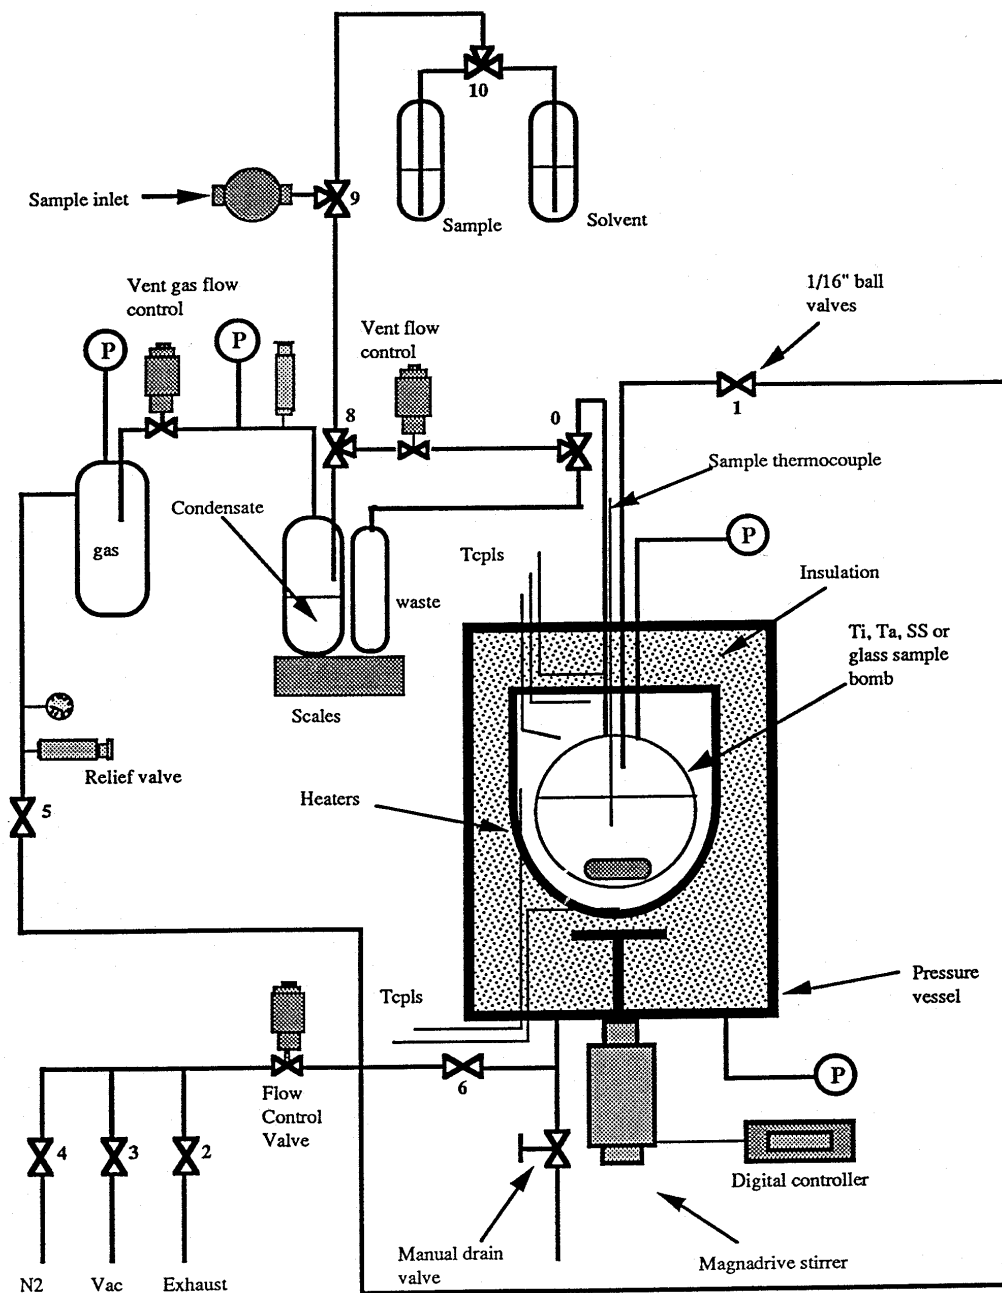 10
Sample inlet
9
Sample
Solvent
Vent gas flow
control
1/16" ball
valves
P
P
Vent flow
control
8
0
1
Sample thermocouple
Condensate
P
Tcpls
gas
Insulation
waste
Ti, Ta, SS or
glass sample
bomb
Scales
Relief valve
Heaters
5
Pressure
vessel
Tcpls
P
6
Flow
Control
Valve
4
3
2
Digital controller
Manual drain
valve
Magnadrive stirrer
N2
Vac
Exhaust